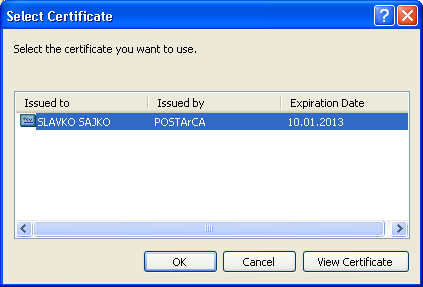 Select Certificate
Select the certificate you want to use.
Issued to Issued by Expiration Date
SLAVKO SAJKO POSTArCA 10.01.2013
OK Cancel View Certificate